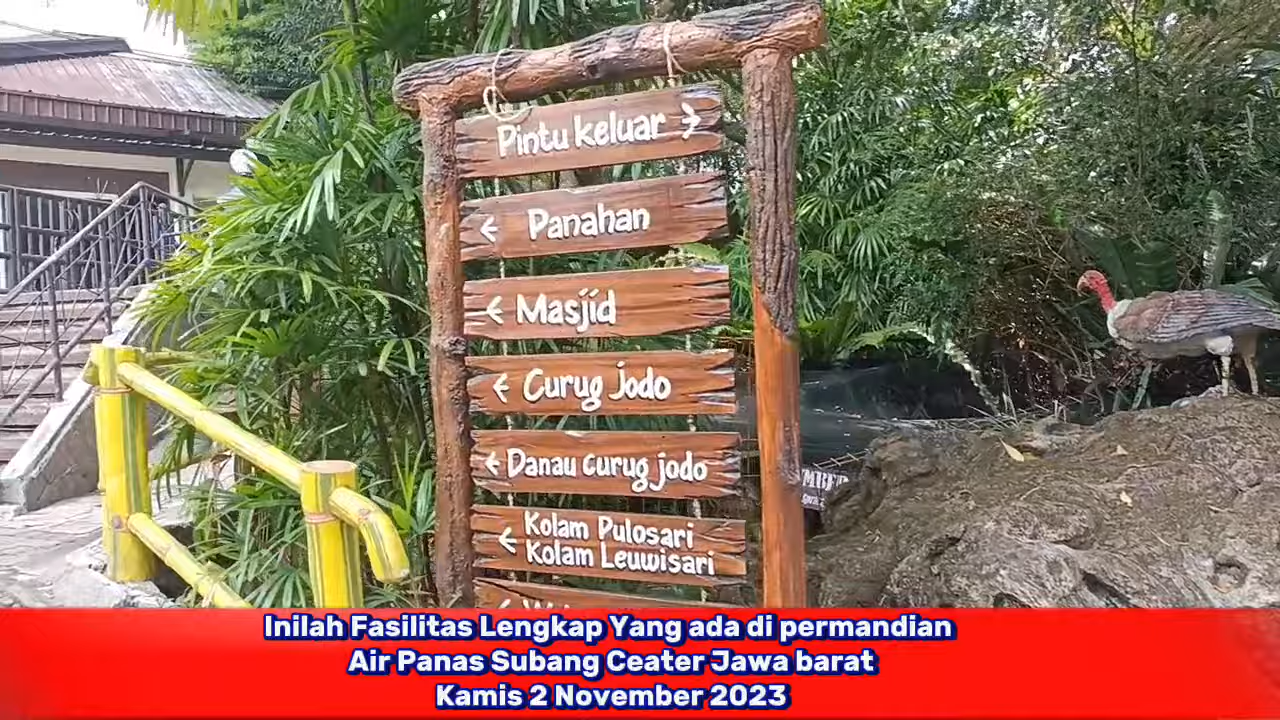 Pintu keluar
Panahan
Masjid
Curug jodo
Danau curug jodo
Kolam Pulosari
Kolam Leuwisari
Inilah Fasilitas Lengkap Yang ada di permandian
Air Panas Subang Ceater Jawa barat
Kamis 2 November 2023